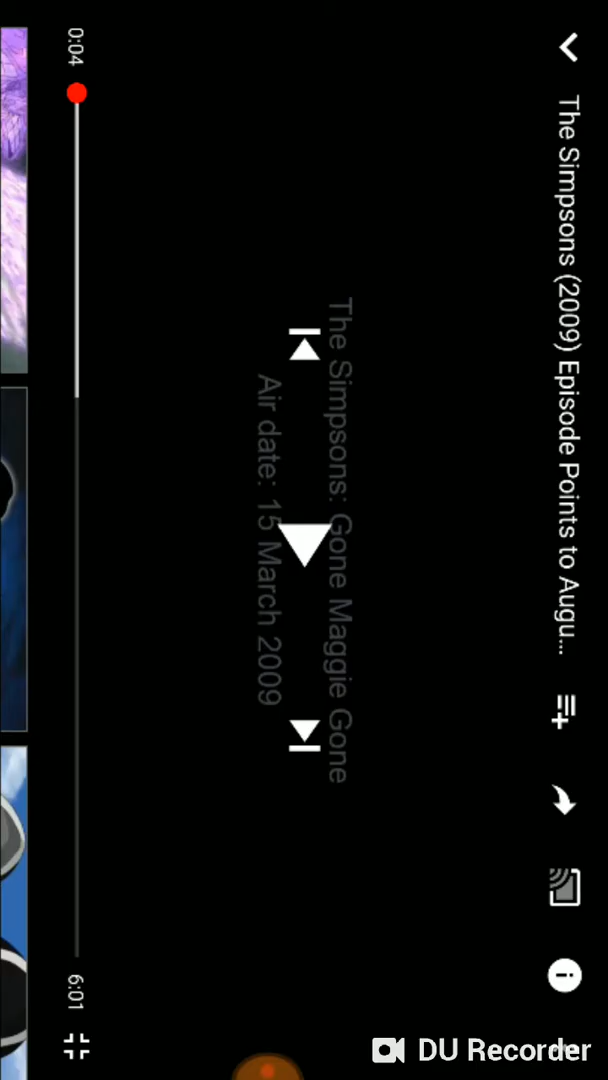 The Simpsons (2009) Episode Points to Augu...
The Simpsons: Gone Maggie Gone
Air date: 15 March 2009
0:04
6:01
DU Recorder